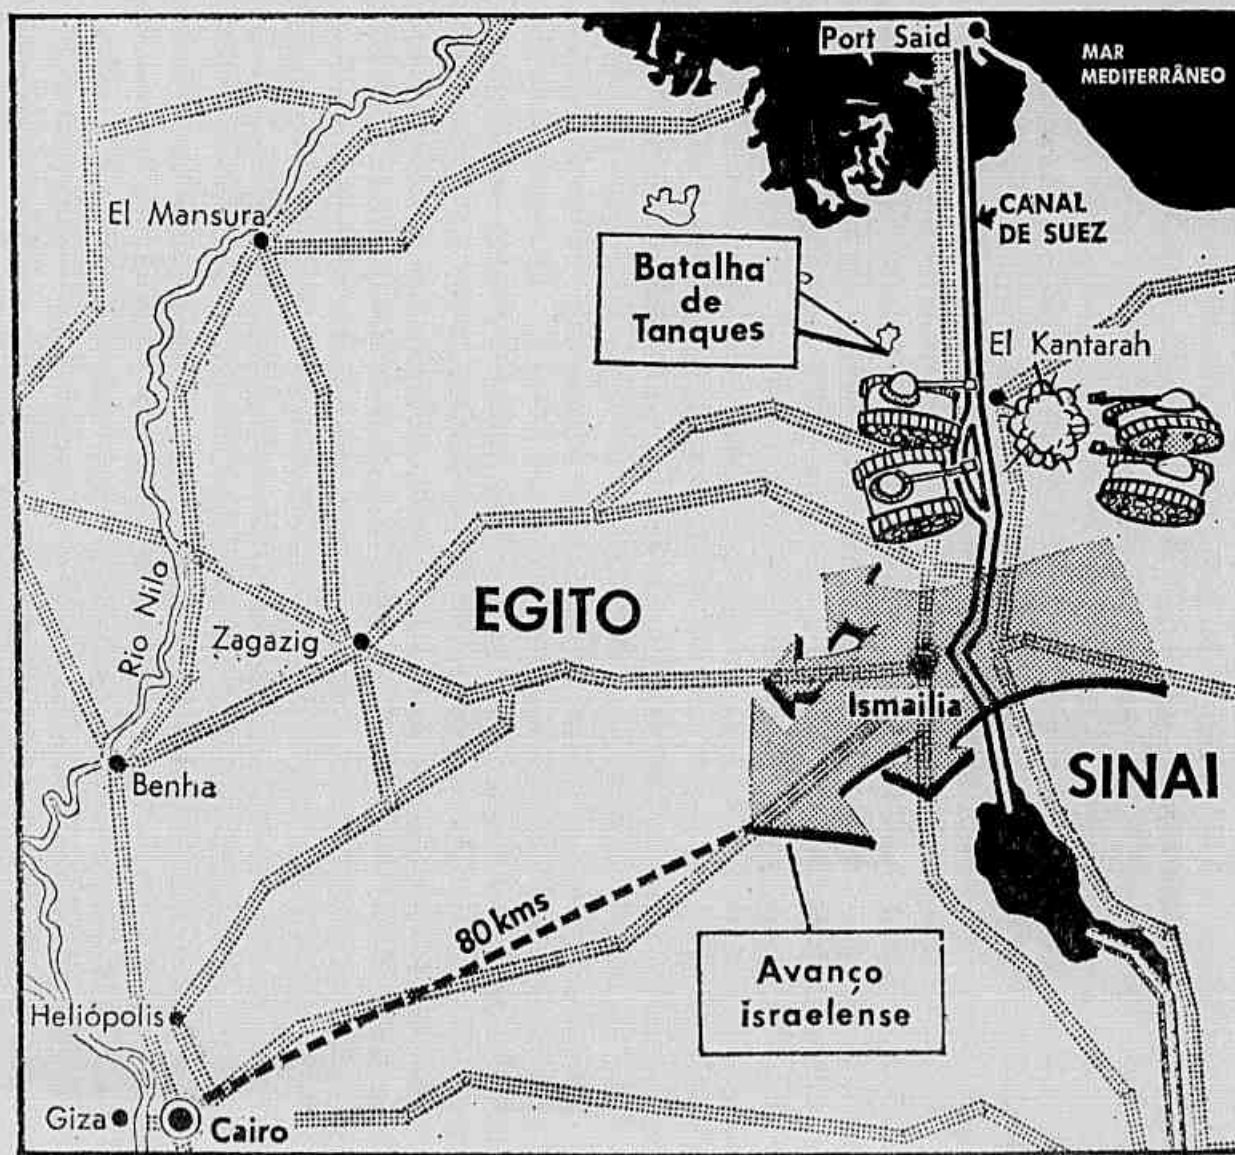 Port Said
MAR
MEDITERRÂNEO
El Mansura
CANAL
DE SUEZ
Batalha
de
Tanques
El Kantarah
Rio Nilo
EGITO
Zagazig
Ismailia
Benha
SINAI
80 kms
Avanço
israelense
Heliópolis
Giza
Cairo